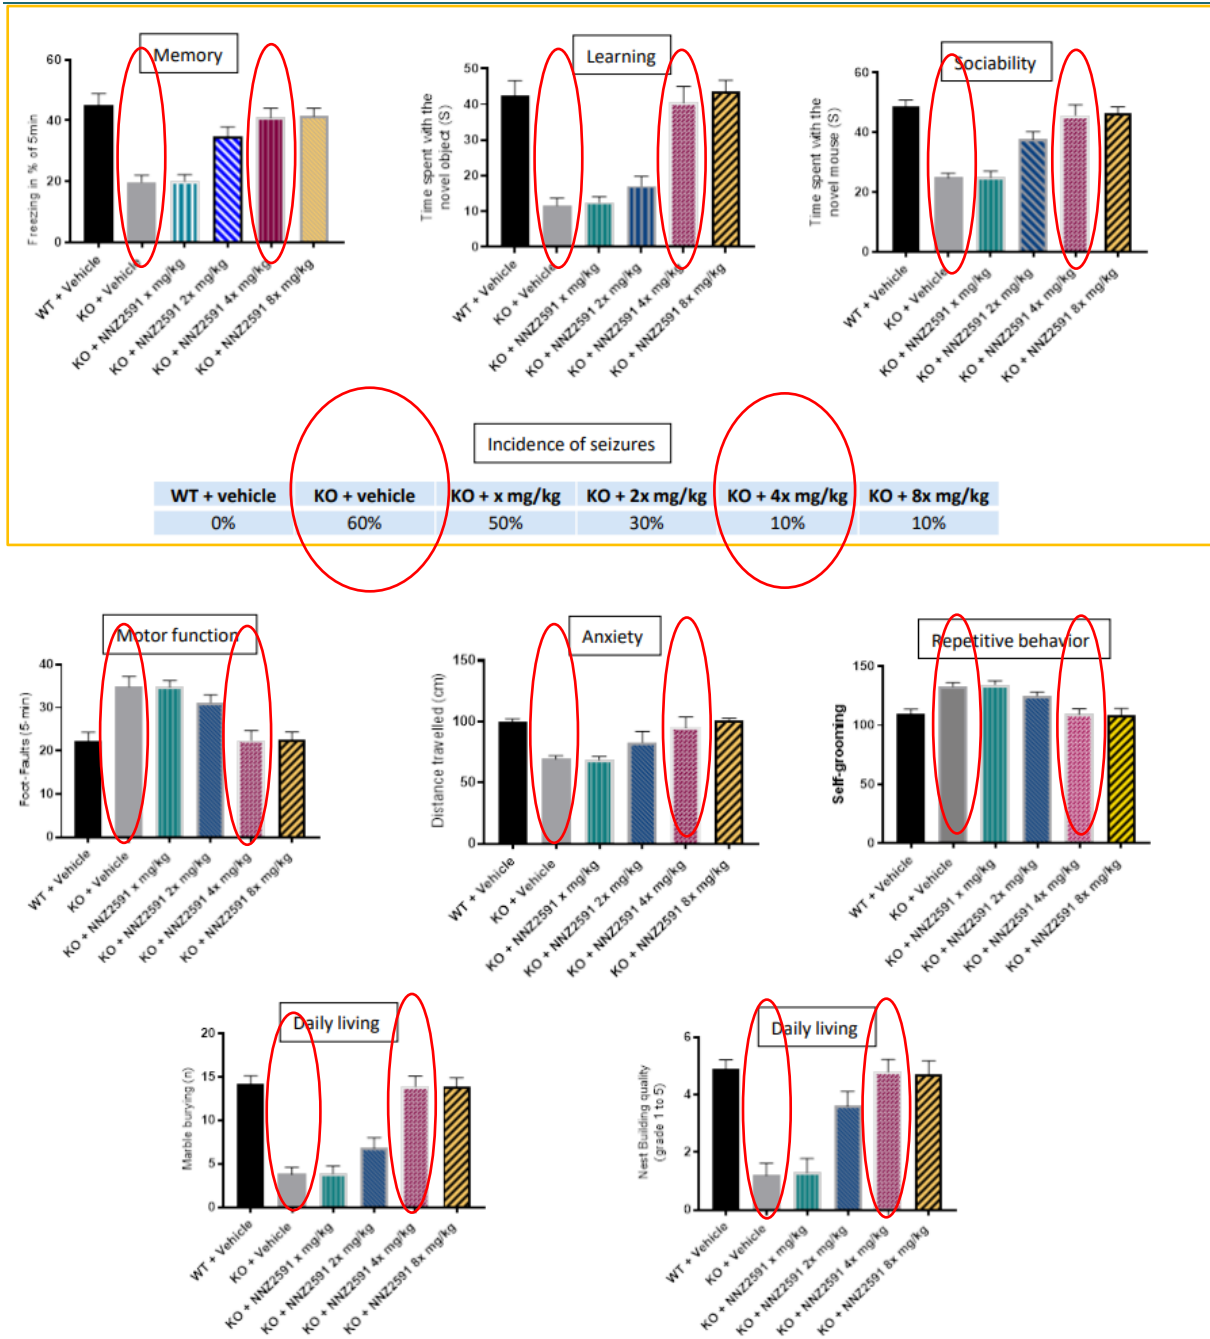 Memory
Freezing in % of 5min
60
40
20
0
WT + Vehicle
KO + Vehicle
KO + NNZ2591 x mg/kg
KO + NNZ2591 2x mg/kg
KO + NNZ2591 4x mg/kg
KO + NNZ2591 8x mg/kg
Learning
Time spent with the
novel object (S)
50
40
30
20
10
0
WT + Vehicle
KO + Vehicle
KO + NNZ2591 x mg/kg
KO + NNZ2591 2x mg/kg
KO + NNZ2591 4x mg/kg
KO + NNZ2591 8x mg/kg
Sociability
Time spent with the
novel mouse (S)
60
40
20
0
WT + Vehicle
KO + Vehicle
KO + NNZ2591 x mg/kg
KO + NNZ2591 2x mg/kg
KO + NNZ2591 4x mg/kg
KO + NNZ2591 8x mg/kg
Incidence of seizures
WT + vehicle KO + vehicle KO + x mg/kg KO + 2x mg/kg KO + 4x mg/kg KO + 8x mg/kg
0% 60% 50% 30% 10% 10%
Motor function
Foot-Faults (5-min)
40
30
20
10
0
WT + Vehicle
KO + Vehicle
KO + NNZ2591 x mg/kg
KO + NNZ2591 2x mg/kg
KO + NNZ2591 4x mg/kg
KO + NNZ2591 8x mg/kg
Anxiety
Distance travelled (cm)
150
100
50
0
WT + Vehicle
KO + Vehicle
KO + NNZ2591 x mg/kg
KO + NNZ2591 2x mg/kg
KO + NNZ2591 4x mg/kg
KO + NNZ2591 8x mg/kg
Repetitive behavior
Self-grooming
150
100
50
0
WT + Vehicle
KO + Vehicle
KO + NNZ2591 x mg/kg
KO + NNZ2591 2x mg/kg
KO + NNZ2591 4x mg/kg
KO + NNZ2591 8x mg/kg
Daily living
Marble burying (n)
20
15
10
5
0
WT + Vehicle
KO + Vehicle
KO + NNZ2591 x mg/kg
KO + NNZ2591 2x mg/kg
KO + NNZ2591 4x mg/kg
KO + NNZ2591 8x mg/kg
Daily living
Nest Building quality
(grade 1 to 5)
6
4
2
0
WT + Vehicle
KO + Vehicle
KO + NNZ2591 x mg/kg
KO + NNZ2591 2x mg/kg
KO + NNZ2591 4x mg/kg
KO + NNZ2591 8x mg/kg